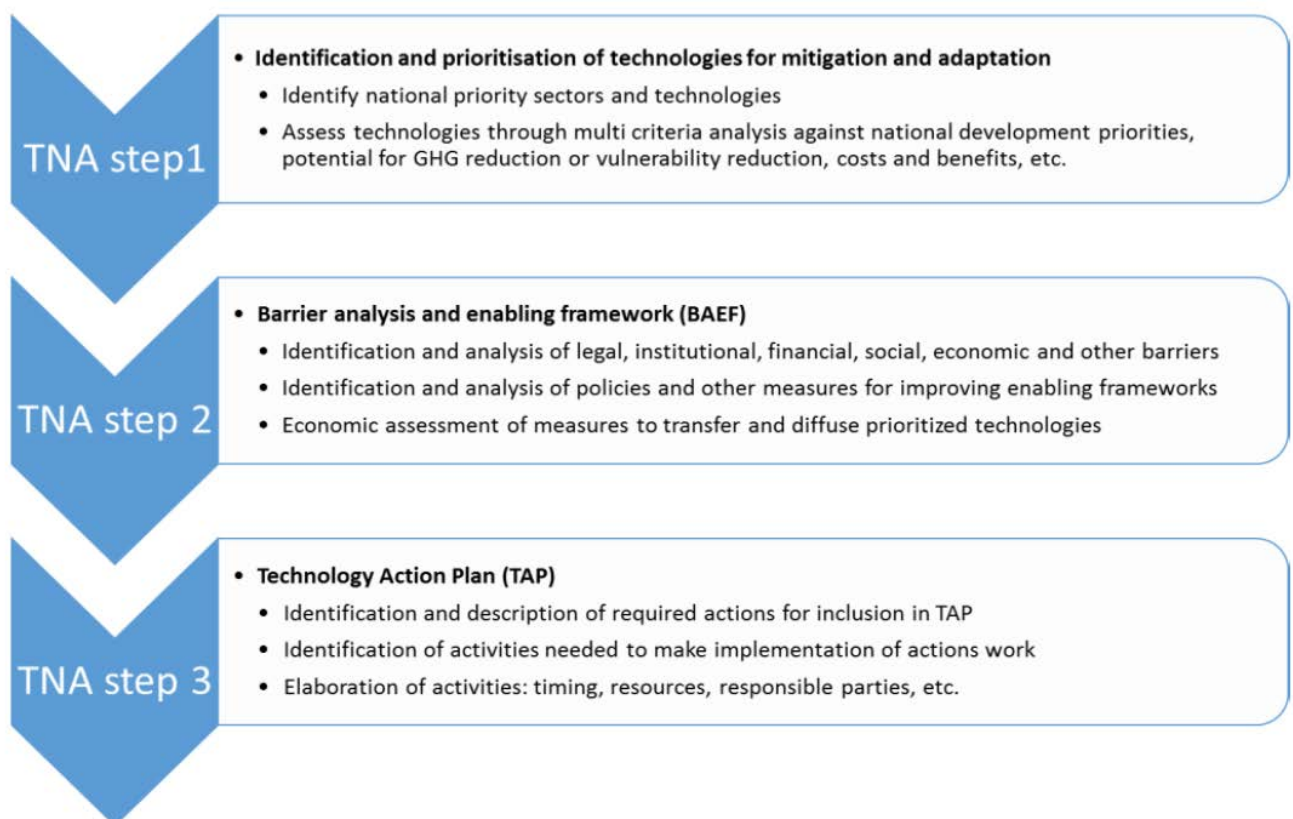 TNA step1
• Identification and prioritisation of technologies for mitigation and adaptation
• Identify national priority sectors and technologies
• Assess technologies through multi criteria analysis against national development priorities,
potential for GHG reduction or vulnerability reduction, costs and benefits, etc.
TNA step 2
• Barrier analysis and enabling framework (BAEF)
• Identification and analysis of legal, institutional, financial, social, economic and other barriers
• Identification and analysis of policies and other measures for improving enabling frameworks
• Economic assessment of measures to transfer and diffuse prioritized technologies
TNA step 3
• Technology Action Plan (TAP)
• Identification and description of required actions for inclusion in TAP
• Identification of activities needed to make implementation of actions work
• Elaboration of activities: timing, resources, responsible parties, etc.